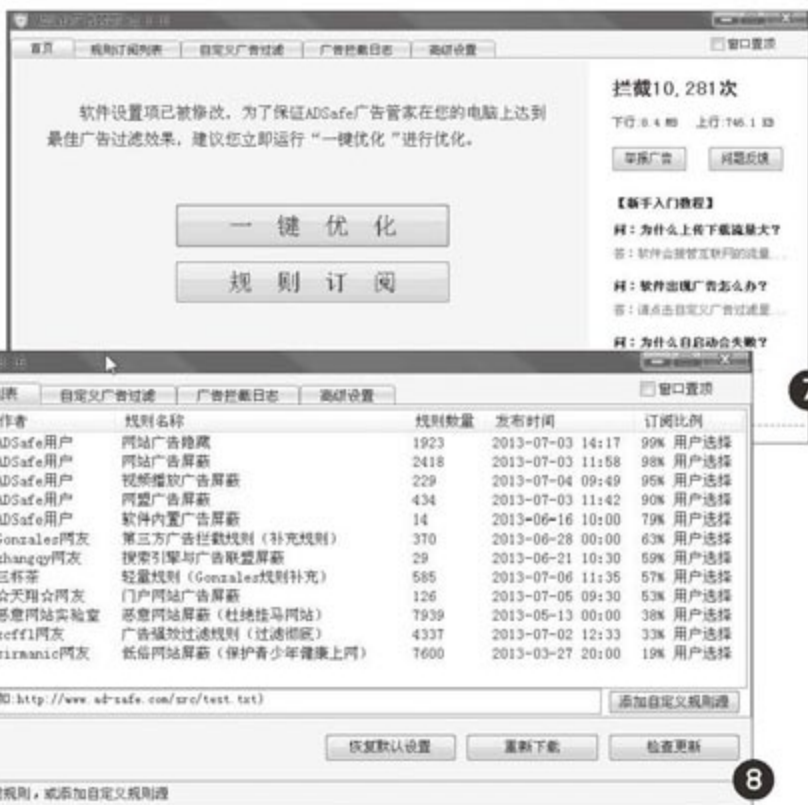 首页 规则订阅列表 自定义广告过滤 广告拦截日志 高级设置 窗口置顶
软件设置项已被修改，为了保证ADSafe广告管家在您的电脑上达到
最佳广告过滤效果，建议您立即运行“一键优化”进行优化。
一键优化
规则订阅
拦截10,281次
下行:8.4 MB 上行:746.1 KB
举报广告 问题反馈
【新手入门教程】
问：为什么上传下载流量大？
答：软件会接管互联网的流量...
问：软件出现广告怎么办？
答：请点击自定义广告过滤里...
问：为什么自启动会失败？
7
列表 自定义广告过滤 广告拦截日志 高级设置 窗口置顶
作者 规则名称 规则数量 发布时间 订阅比例
ADSafe用户 网站广告隐藏 1923 2013-07-03 14:17 99% 用户选择
ADSafe用户 网站广告屏蔽 2418 2013-07-03 11:58 98% 用户选择
ADSafe用户 视频播放广告屏蔽 229 2013-07-04 09:49 95% 用户选择
ADSafe用户 网盟广告屏蔽 434 2013-07-03 11:42 90% 用户选择
ADSafe用户 软件内置广告屏蔽 14 2013-06-16 10:00 79% 用户选择
Gonzales网友 第三方广告拦截规则（补充规则） 370 2013-06-28 00:00 63% 用户选择
zhangqy网友 搜索引擎与广告联盟屏蔽 29 2013-06-21 10:30 59% 用户选择
三杯茶 轻量规则（Gonzales规则补充） 585 2013-07-06 11:35 57% 用户选择
☆天翔☆网友 门户网站广告屏蔽 126 2013-07-05 09:30 53% 用户选择
恶意网站实验室 恶意网站屏蔽（杜绝挂马网站） 7939 2013-05-13 00:00 38% 用户选择
xcffl网友 广告强效过滤规则（过滤彻底） 4337 2013-07-02 12:33 33% 用户选择
sirmanic网友 低俗网站屏蔽（保护青少年健康上网） 7600 2013-03-27 20:00 19% 用户选择
如:http://www.ad-safe.com/src/test.txt) 添加自定义规则源
恢复默认设置 重新下载 检查更新
规则，或添加自定义规则源
8